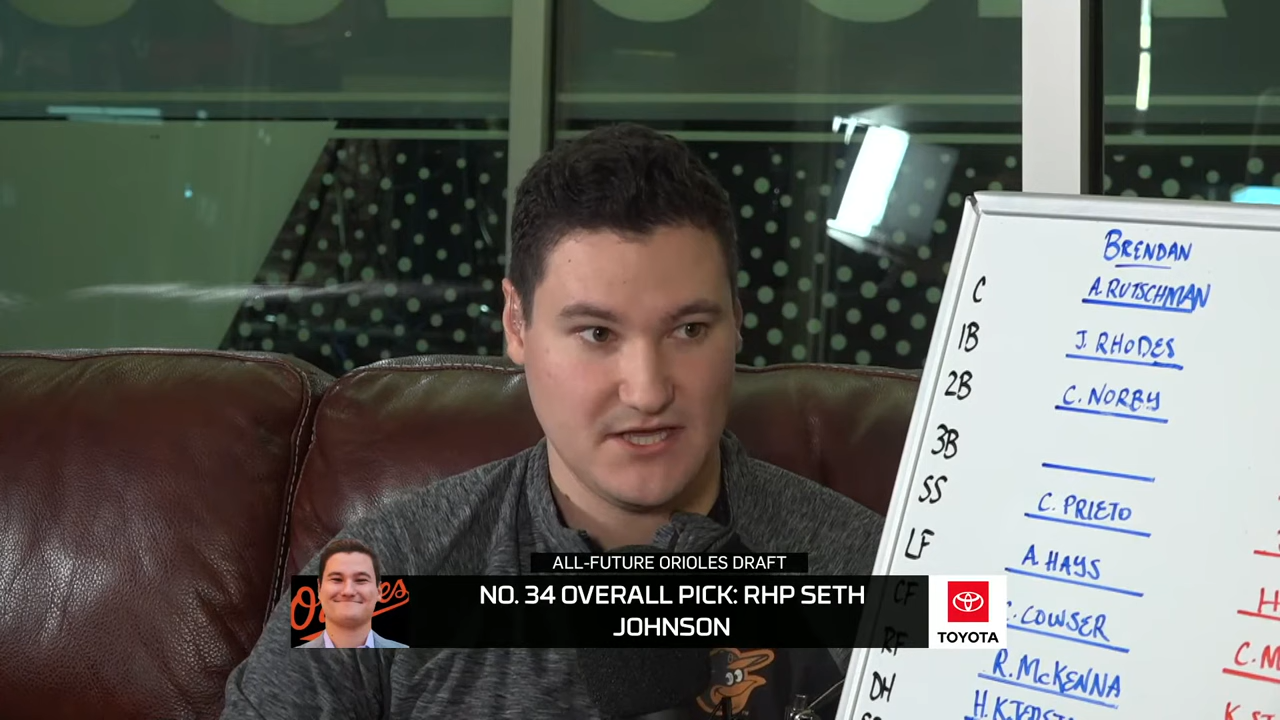 BRENDAN
C A. RUTSCHMAN
1B J. RHODES
2B C. NORBY
3B
SS C. PRIETO
LF A. HAYS
CF C. COWSER
RF R. MCKENNA
DH
ALL-FUTURE ORIOLES DRAFT
NO. 34 OVERALL PICK: RHP SETH
JOHNSON
TOYOTA